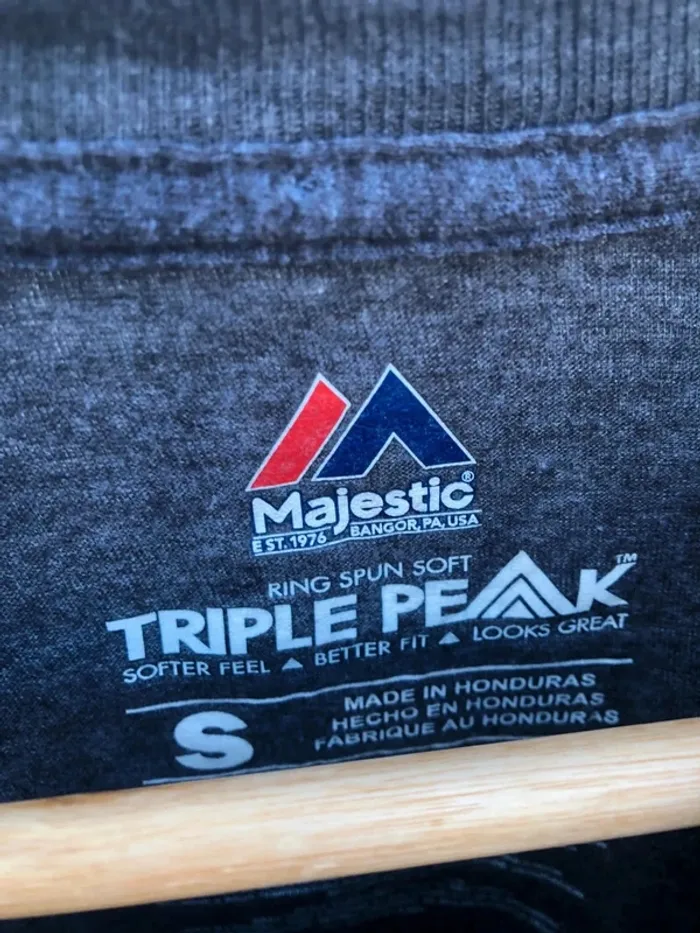 Majestic®
EST. 1976 BANGOR, PA, USA
RING SPUN SOFT
TRIPLE PEAK™
SOFTER FEEL ▲ BETTER FIT ▲ LOOKS GREAT
S
MADE IN HONDURAS
HECHO EN HONDURAS
FABRIQUE AU HONDURAS